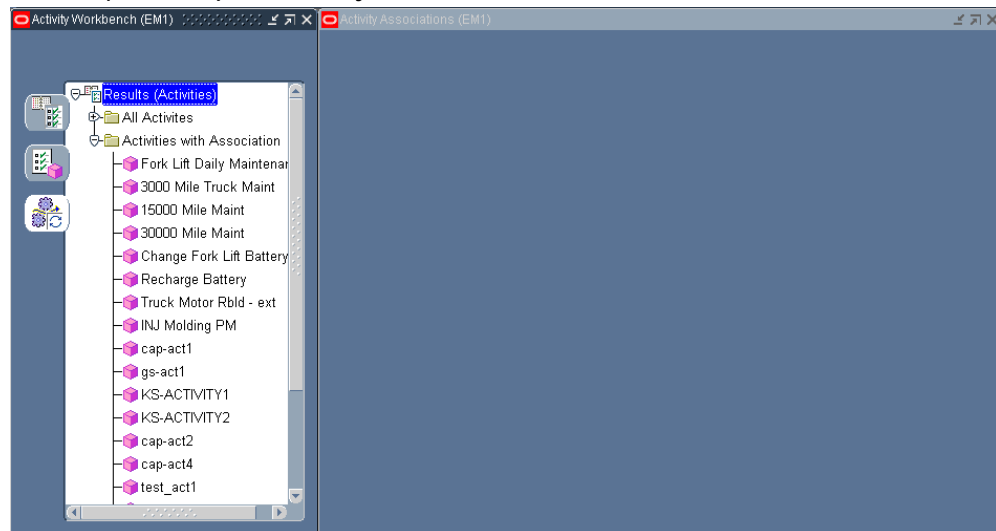 Activity Workbench (EM1)
Activity Associations (EM1)
Results (Activities)
All Activites
Activities with Association
Fork Lift Daily Maintenar
3000 Mile Truck Maint
15000 Mile Maint
30000 Mile Maint
Change Fork Lift Battery
Recharge Battery
Truck Motor Rbld - ext
INJ Molding PM
cap-act1
gs-act1
KS-ACTIVITY1
KS-ACTIVITY2
cap-act2
cap-act4
test_act1